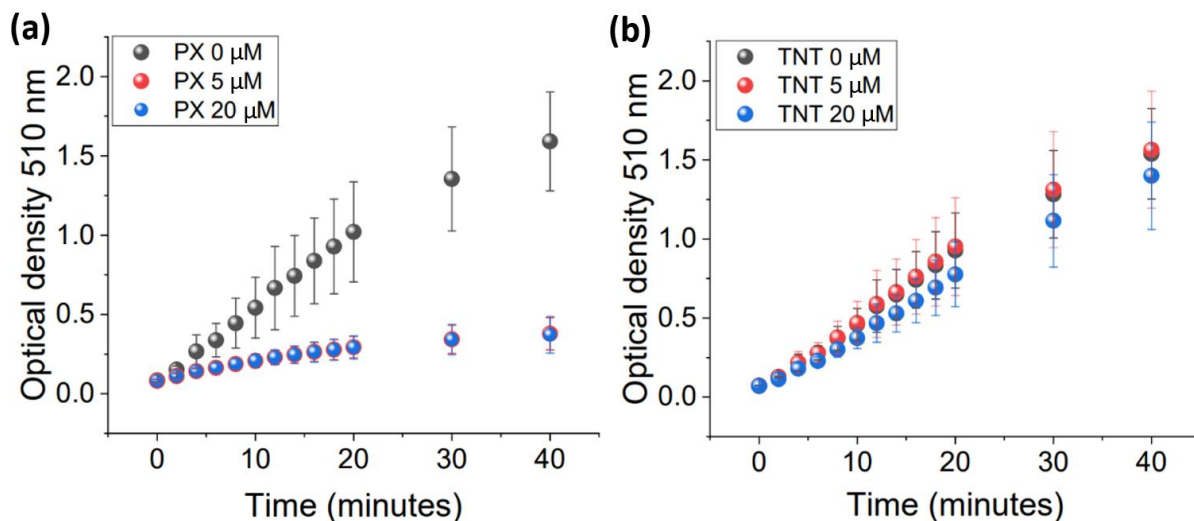 (a)
PX 0 μM
PX 5 μM
PX 20 μM
2.0
1.5
1.0
0.5
0.0
Optical density 510 nm
0 10 20 30 40
Time (minutes)
(b)
TNT 0 μM
TNT 5 μM
TNT 20 μM
2.0
1.5
1.0
0.5
0.0
Optical density 510 nm
0 10 20 30 40
Time (minutes)